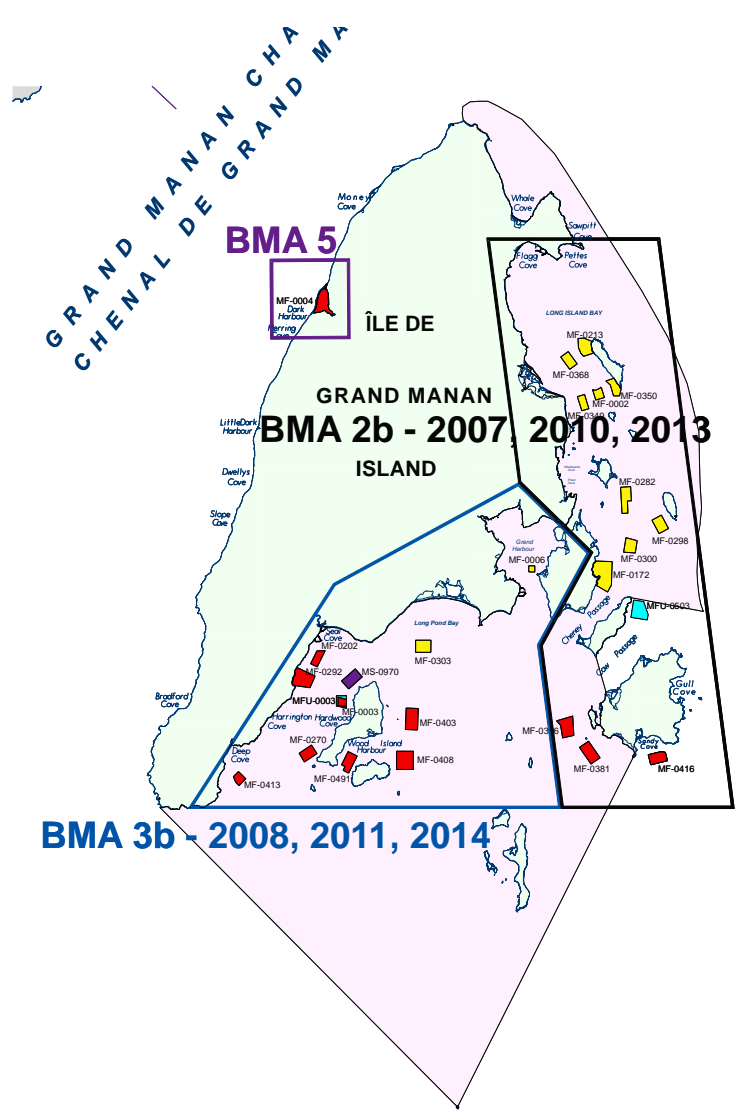 GRAND MANAN CHA
CHENAL DE GRAND MA
Money
Cove
Whale
Cove
Sawpitt
Cove
BMA 5
Flagg
Cove
Pettes
Cove
MF-0004
Dark
Harbour
Herring
Cove
ÎLE DE
LONG ISLAND BAY
MF-0213
MF-0368
MF-0350
MF-0002
MF-0349
GRAND MANAN
BMA 2b - 2007, 2010, 2013
LittleDark
Harbour
ISLAND
Dwellys
Cove
MF-0282
Slope
Cove
MF-0298
Grand
Harbour
MF-0300
MF-0006
MF-0172
MFU-0503
Cheney Passage
Long Pond Bay
Seal
Cove
MF-0202
MF-0303
Cow Passage
MF-0292
MS-0970
Gull
Cove
Bradford
Cove
MFU-0003
MF-0003
Harrington
Cove
Hardwood
Cove
MF-0403
Deep
Cove
MF-0270
Wood Island
Harbour
Sandy
Cove
MF-0408
MF-0381
MF-0416
MF-0491
MF-0413
BMA 3b - 2008, 2011, 2014